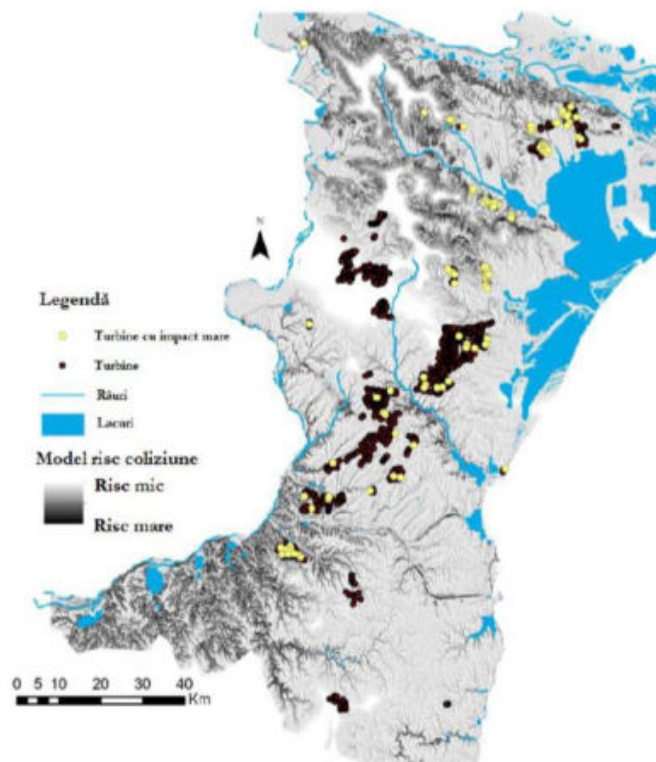 N
Legendă
Turbine cu impact mare
Turbine
Râuri
Lacuri
Model risc coliziune
Risc mic
Risc mare
0 5 10 20 30 40
Km